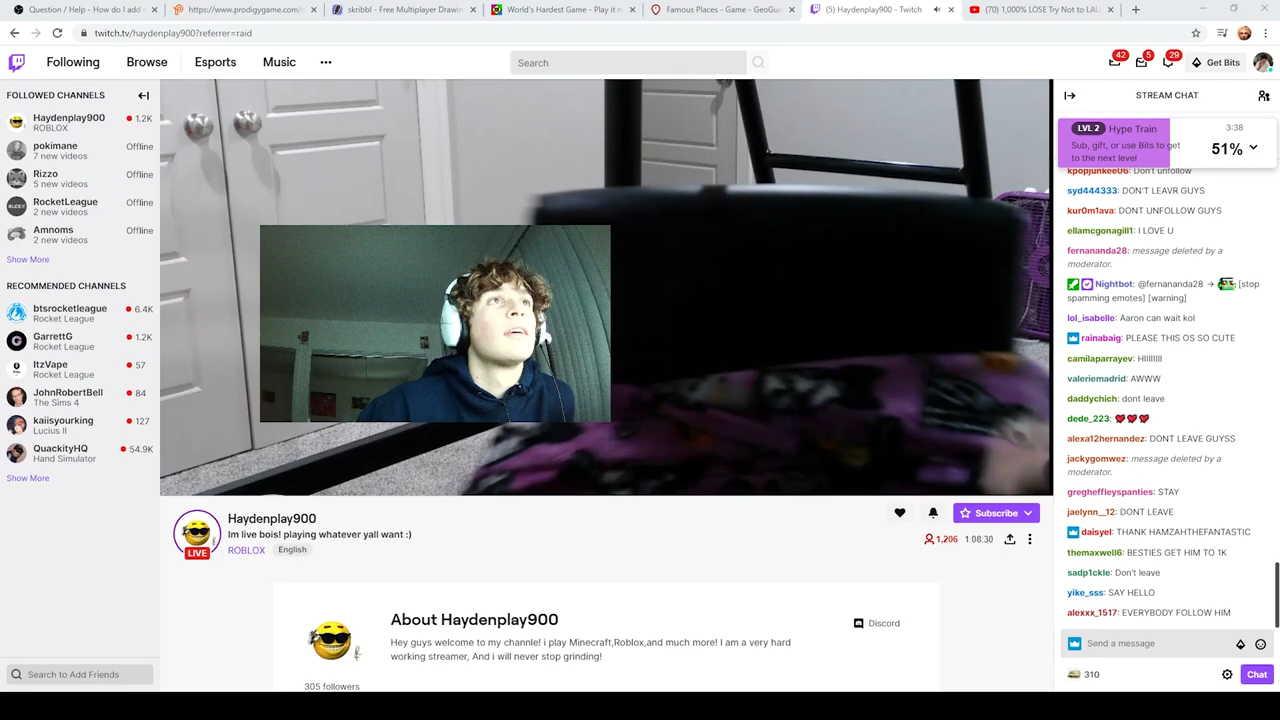 Question / Help - How do I add a
https://www.prodigygame.com/s
skribbl - Free Multiplayer Drawin
World's Hardest Game - Play it n
Famous Places - Game - GeoGue
(5) Haydenplay900 - Twitch
(70) 1,000% LOSE Try Not to LAU
twitch.tv/haydenplay900?referrer=raid
Following
Browse
Esports
Music
Search
42
5
29
Get Bits
FOLLOWED CHANNELS
Haydenplay900
1.2K
ROBLOX
pokimane
Offline
7 new videos
Rizzo
Offline
5 new videos
RocketLeague
Offline
2 new videos
Amnoms
Offline
2 new videos
Show More
RECOMMENDED CHANNELS
btsrocketleague
6.4K
Rocket League
GarrettG
1.2K
Rocket League
ItzVape
57
Rocket League
JohnRobertBell
84
The Sims 4
kaiisyourking
127
Lucius II
QuackityHQ
54.9K
Hand Simulator
Show More
Search to Add Friends
LIVE
Haydenplay900
Im live bois! playing whatever yall want :)
ROBLOX
English
Subscribe
1,206
1:08:30
About Haydenplay900
Hey guys welcome to my channle! i play Minecraft,Roblox,and much more! I am a very hard
working streamer, And i will never stop grinding!
305 followers
Discord
STREAM CHAT
LVL 2 Hype Train
3:38
Sub, gift, or use Bits to get
to the next level
51%
kpopjunkee06: Don't unfollow
syd444333: DON'T LEAVR GUYS
kur0m1ava: DONT UNFOLLOW GUYS
ellamcgonagill1: I LOVE U
fernananda28: message deleted by a
moderator.
Nightbot: @fernananda28 → [stop
spamming emotes] [warning]
lol_isabelle: Aaron can wait kol
rainabaig: PLEASE THIS OS SO CUTE
camilaparrayev: HIIIIIIII
valeriemadrid: AWWW
daddychich: dont leave
dede_223:
alexa12hernandez: DONT LEAVE GUYSS
jackygomwez: message deleted by a
moderator.
gregheffleyspanties: STAY
jaelynn__12: DONT LEAVE
daisyel: THANK HAMZAHTHEFANTASTIC
themaxwell6: BESTIES GET HIM TO 1K
sadp1ckle: Don't leave
yike_sss: SAY HELLO
alexxx_1517: EVERYBODY FOLLOW HIM
Send a message
310
Chat